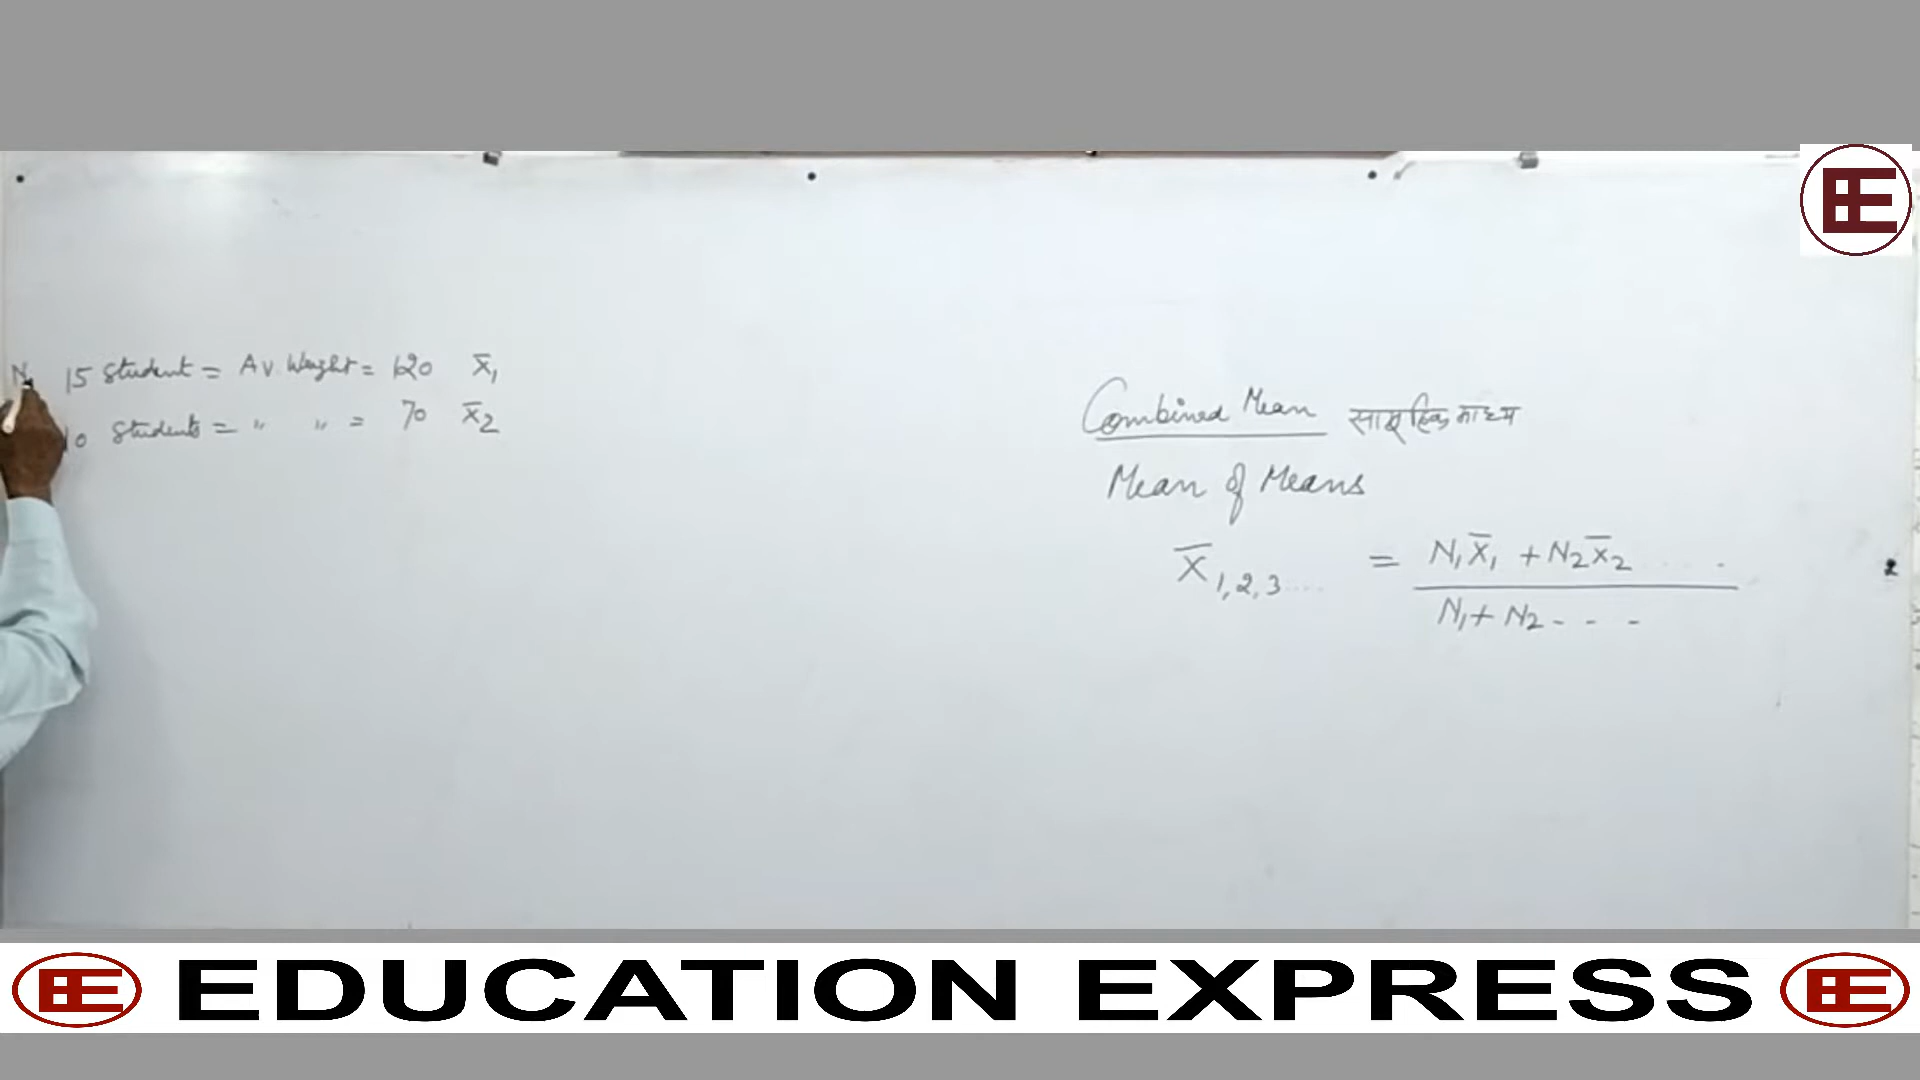 N 15 Student = Av. Weight = 120 X̄1
10 Students = " " = 70 X̄2
Combined Mean सामूहिक माध्य
Mean of Means
X̄ 1,2,3.... = N1X̄1 + N2X̄2 . . . .
N1 + N2 - - -
EDUCATION EXPRESS